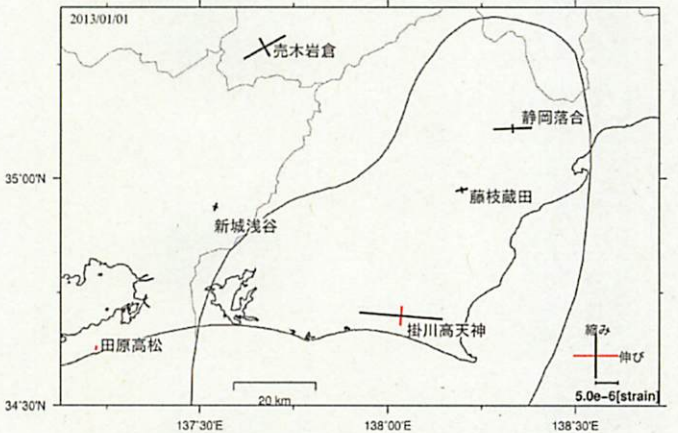 2013/01/01
売木岩倉
静岡落合
35°00'N
藤枝蔵田
新城浅谷
掛川高天神
縮み
田原高松
伸び
20 km
5.0e-6[strain]
34°30'N
137°30'E
138°00'E
138°30'E